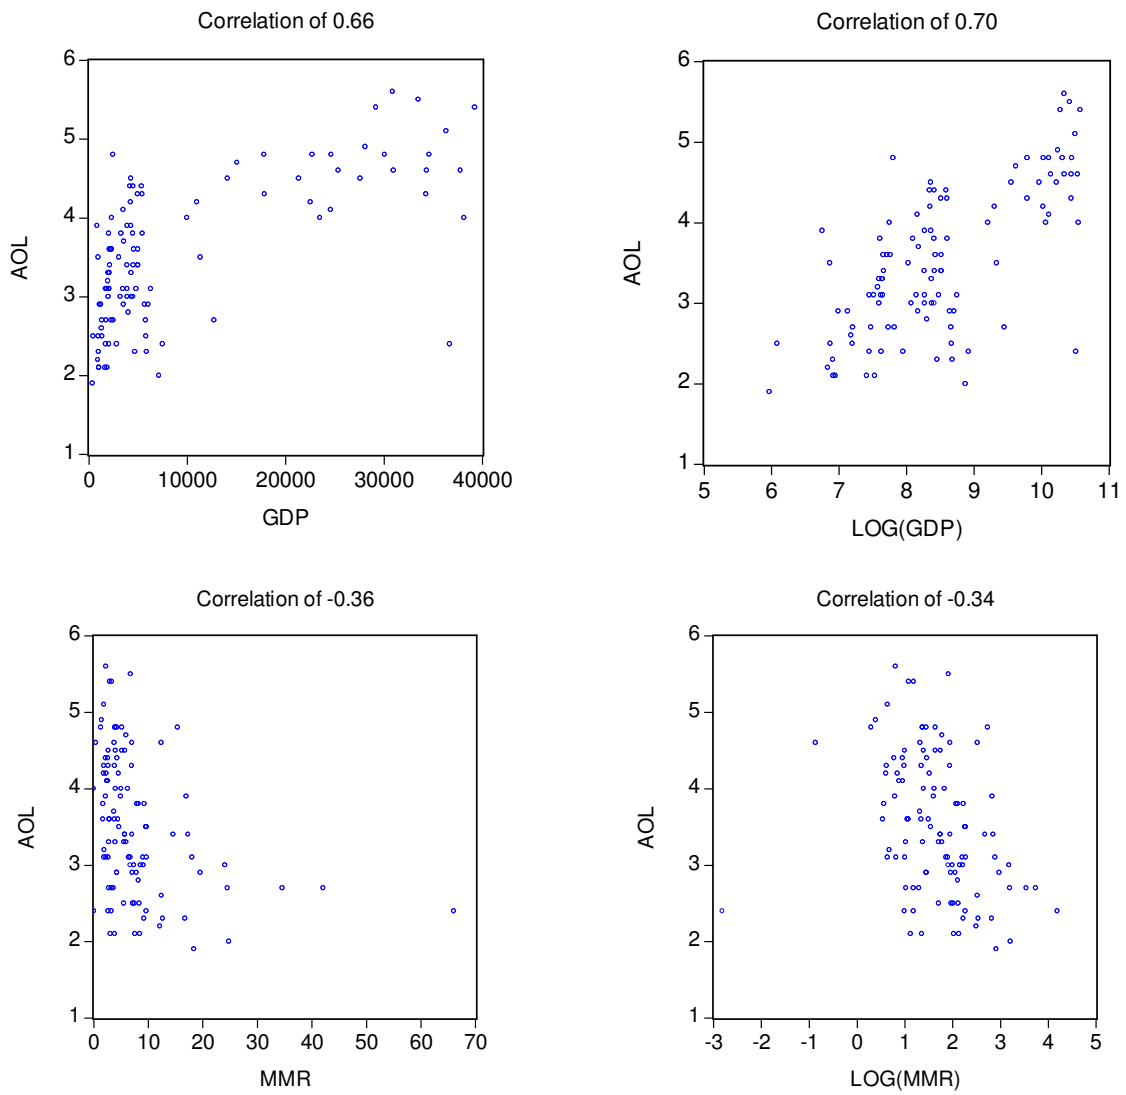 Correlation of 0.66
6
5
4
3
2
1
AOL
0 10000 20000 30000 40000
GDP
Correlation of 0.70
6
5
4
3
2
1
AOL
5 6 7 8 9 10 11
LOG(GDP)
Correlation of -0.36
6
5
4
3
2
1
AOL
0 10 20 30 40 50 60 70
MMR
Correlation of -0.34
6
5
4
3
2
1
AOL
-3 -2 -1 0 1 2 3 4 5
LOG(MMR)